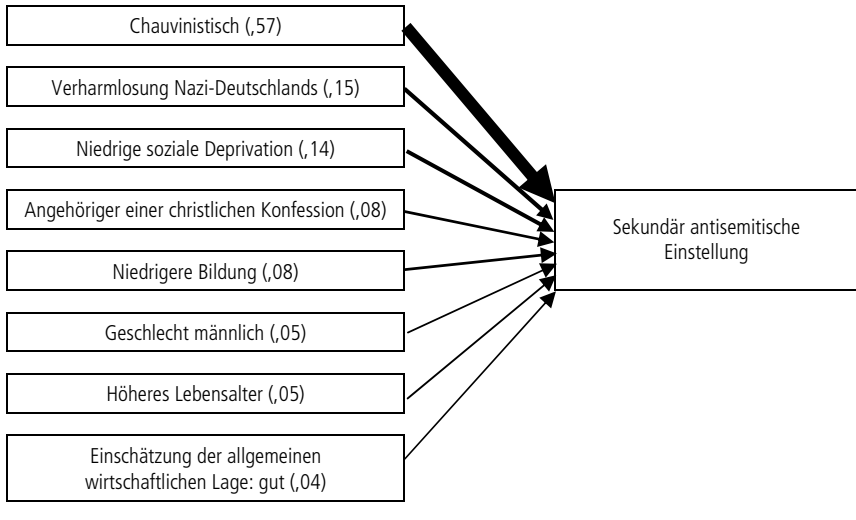 Chauvinistisch (,57)
Verharmlosung Nazi-Deutschlands (,15)
Niedrige soziale Deprivation (,14)
Angehöriger einer christlichen Konfession (,08)
Niedrigere Bildung (,08)
Geschlecht männlich (,05)
Höheres Lebensalter (,05)
Einschätzung der allgemeinen
wirtschaftlichen Lage: gut (,04)
Sekundär antisemitische
Einstellung